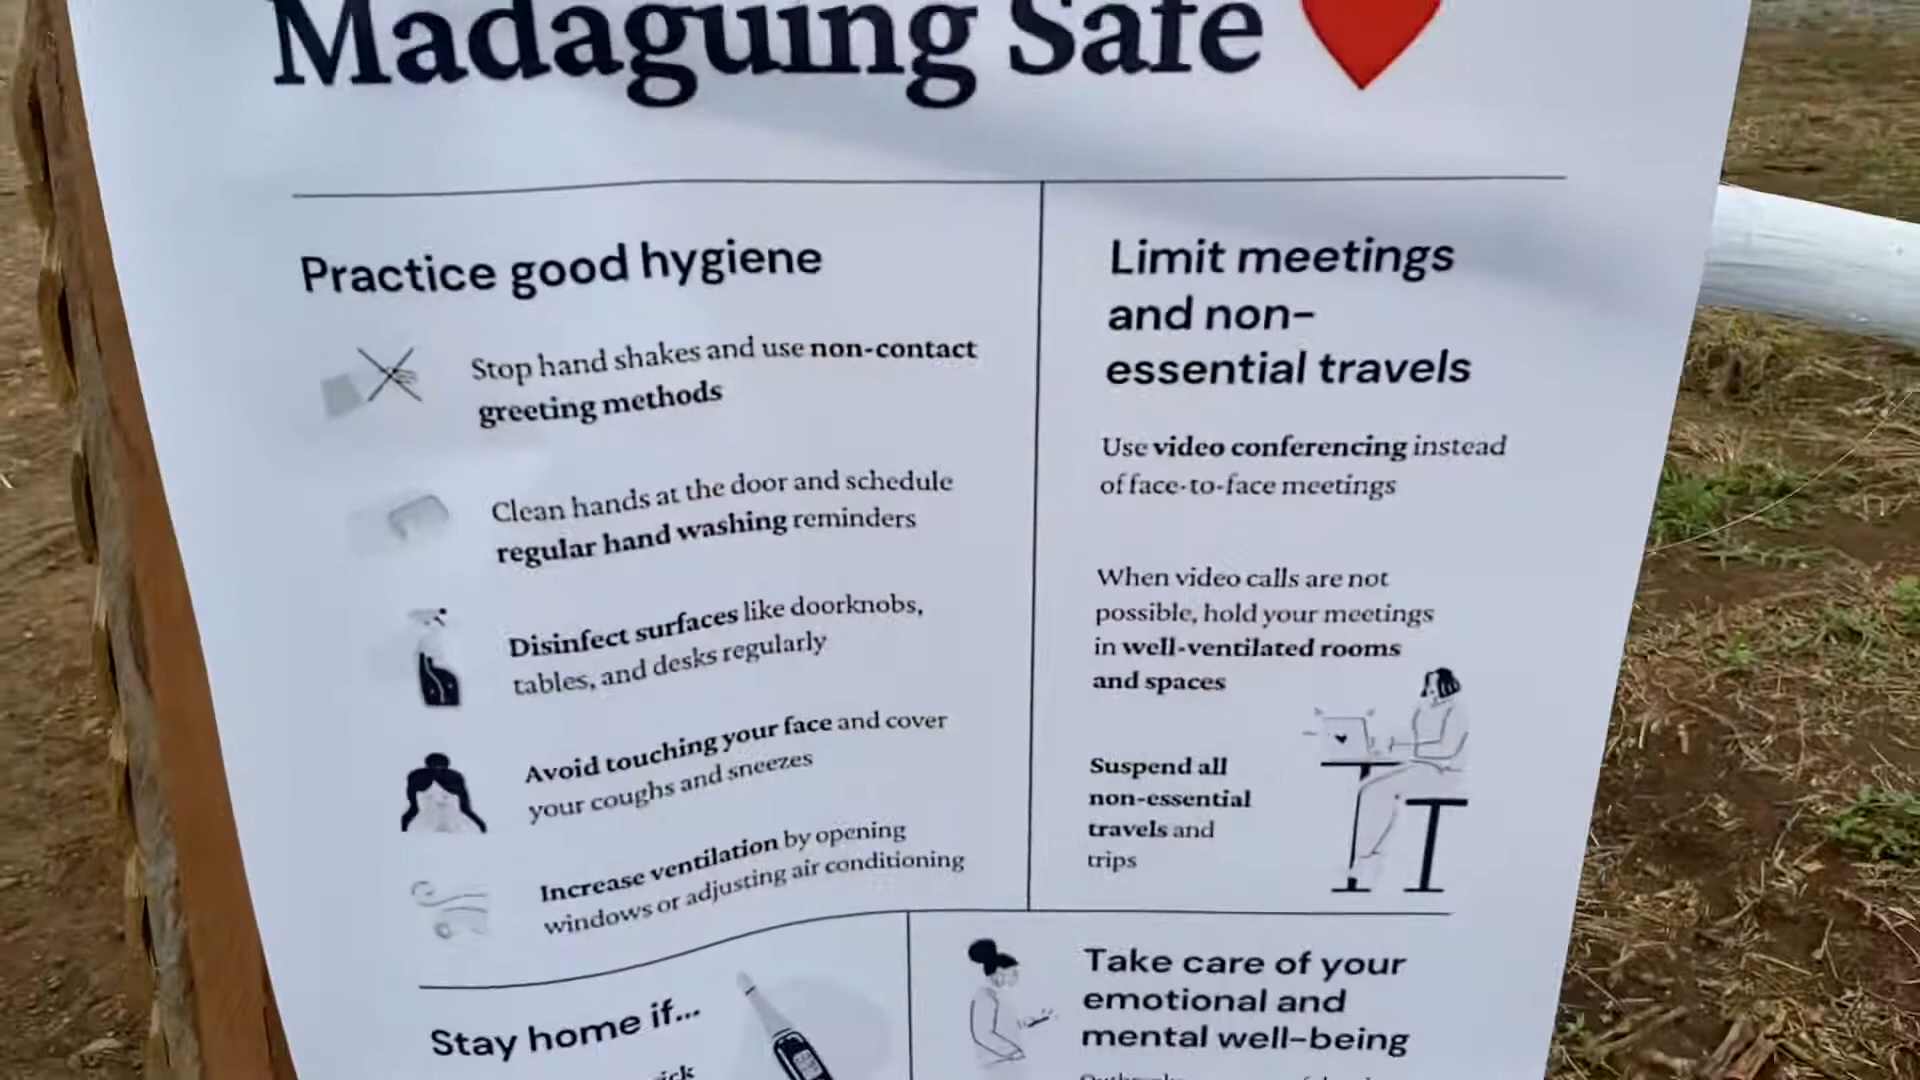 Madaguing Safe
Practice good hygiene
Stop hand shakes and use non-contact
greeting methods
Clean hands at the door and schedule
regular hand washing reminders
Disinfect surfaces like doorknobs,
tables, and desks regularly
Avoid touching your face and cover
your coughs and sneezes
Increase ventilation by opening
windows or adjusting air conditioning
Limit meetings
and non-
essential travels
Use video conferencing instead
of face-to-face meetings
When video calls are not
possible, hold your meetings
in well-ventilated rooms
and spaces
Suspend all
non-essential
travels and
trips
Stay home if...
Take care of your
emotional and
mental well-being